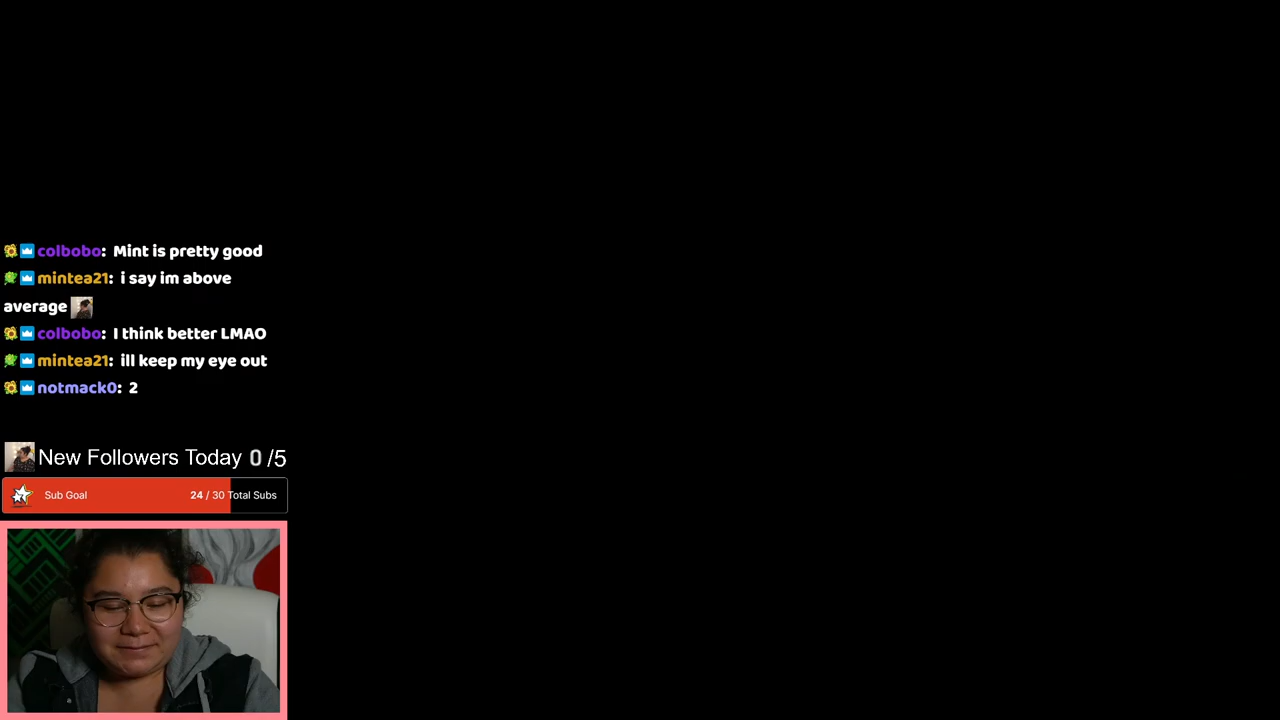 colbobo: Mint is pretty good
mintea21: i say im above
average
colbobo: I think better LMAO
mintea21: ill keep my eye out
notmack0: 2
New Followers Today 0 /5
Sub Goal 24 / 30 Total Subs